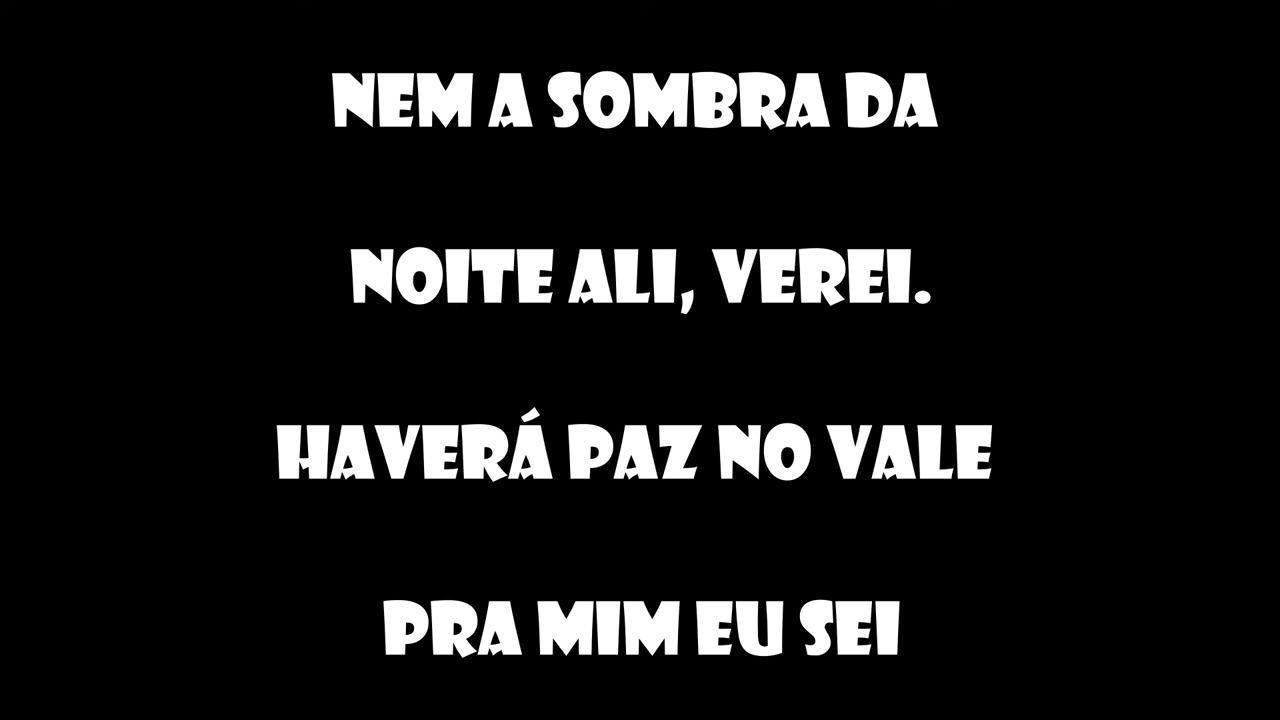 NEM A SOMBRA DA
NOITE ALI, VEREI.
HAVERÁ PAZ NO VALE
PRA MIM EU SEI